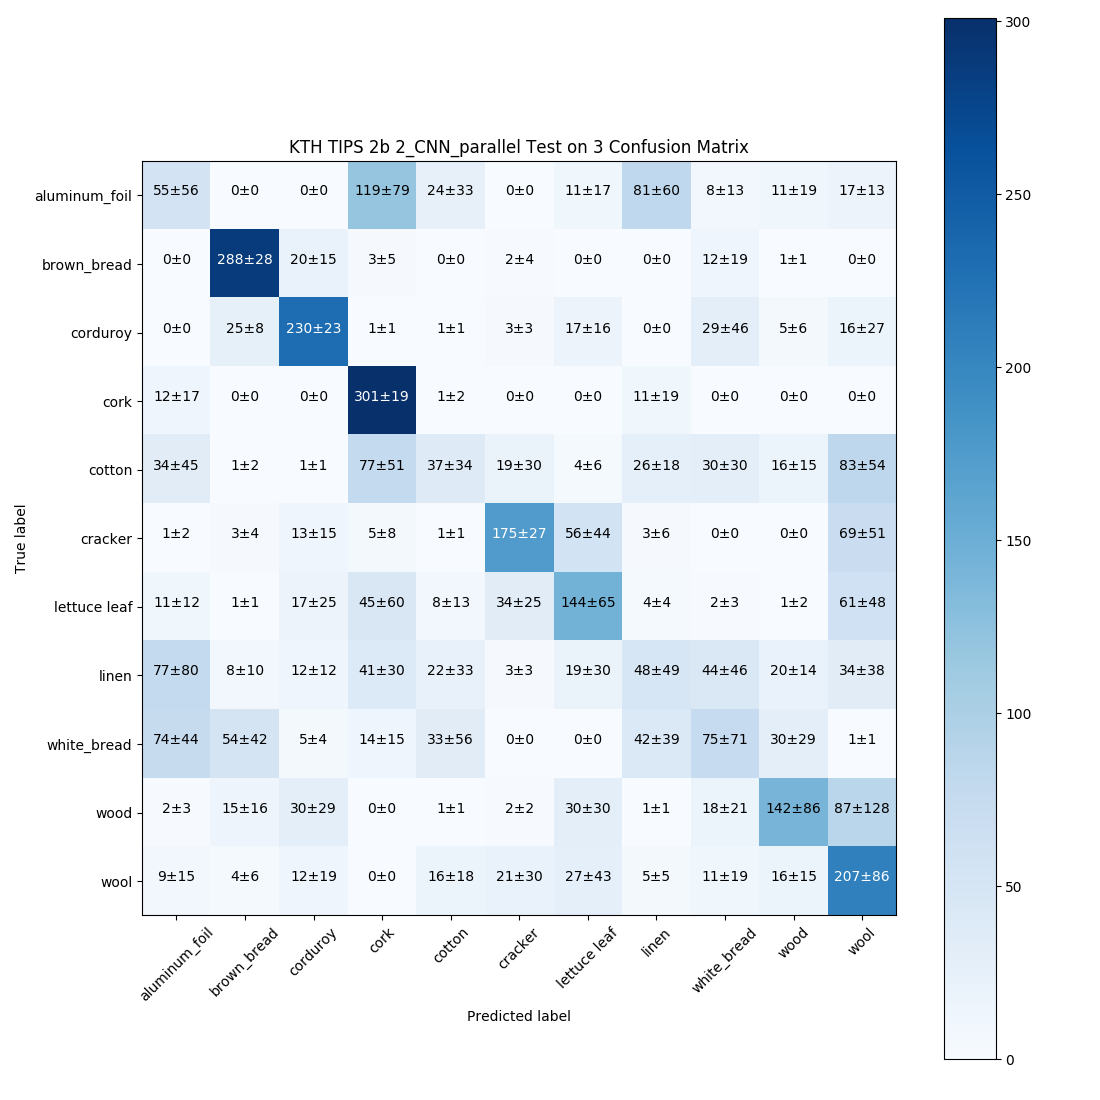 KTH TIPS 2b 2_CNN_parallel Test on 3 Confusion Matrix
aluminum_foil 55±56 0±0 0±0 119±79 24±33 0±0 11±17 81±60 8±13 11±19 17±13
brown_bread 0±0 288±28 20±15 3±5 0±0 2±4 0±0 0±0 12±19 1±1 0±0
corduroy 0±0 25±8 230±23 1±1 1±1 3±3 17±16 0±0 29±46 5±6 16±27
cork 12±17 0±0 0±0 301±19 1±2 0±0 0±0 11±19 0±0 0±0 0±0
cotton 34±45 1±2 1±1 77±51 37±34 19±30 4±6 26±18 30±30 16±15 83±54
cracker 1±2 3±4 13±15 5±8 1±1 175±27 56±44 3±6 0±0 0±0 69±51
lettuce leaf 11±12 1±1 17±25 45±60 8±13 34±25 144±65 4±4 2±3 1±2 61±48
linen 77±80 8±10 12±12 41±30 22±33 3±3 19±30 48±49 44±46 20±14 34±38
white_bread 74±44 54±42 5±4 14±15 33±56 0±0 0±0 42±39 75±71 30±29 1±1
wood 2±3 15±16 30±29 0±0 1±1 2±2 30±30 1±1 18±21 142±86 87±128
wool 9±15 4±6 12±19 0±0 16±18 21±30 27±43 5±5 11±19 16±15 207±86
aluminum_foil brown_bread corduroy cork cotton cracker lettuce leaf linen white_bread wood wool
True label
Predicted label
300
250
200
150
100
50
0